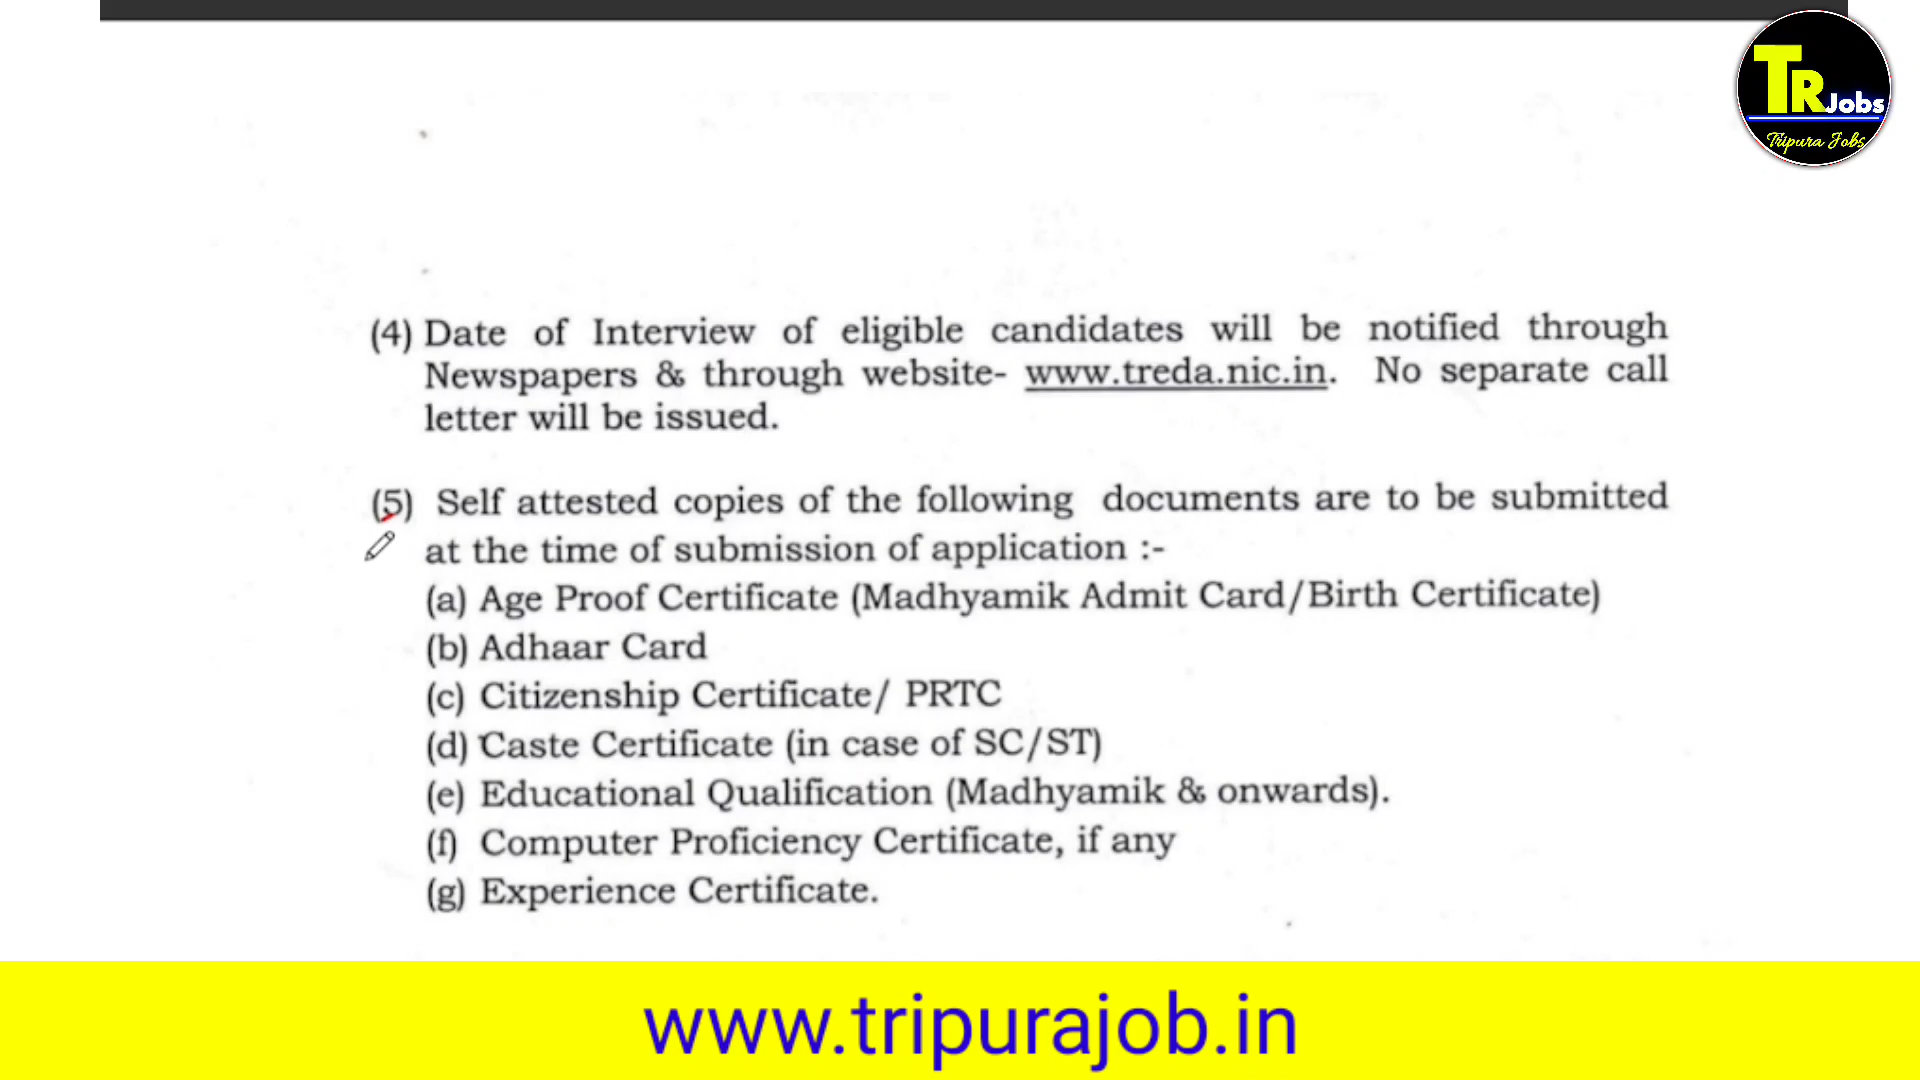 TRJobs
Tripura Jobs
(4) Date of Interview of eligible candidates will be notified through
Newspapers & through website- www.treda.nic.in. No separate call
letter will be issued.
(5) Self attested copies of the following documents are to be submitted
at the time of submission of application :-
(a) Age Proof Certificate (Madhyamik Admit Card/Birth Certificate)
(b) Adhaar Card
(c) Citizenship Certificate/ PRTC
(d) Caste Certificate (in case of SC/ST)
(e) Educational Qualification (Madhyamik & onwards).
(f) Computer Proficiency Certificate, if any
(g) Experience Certificate.
www.tripurajob.in